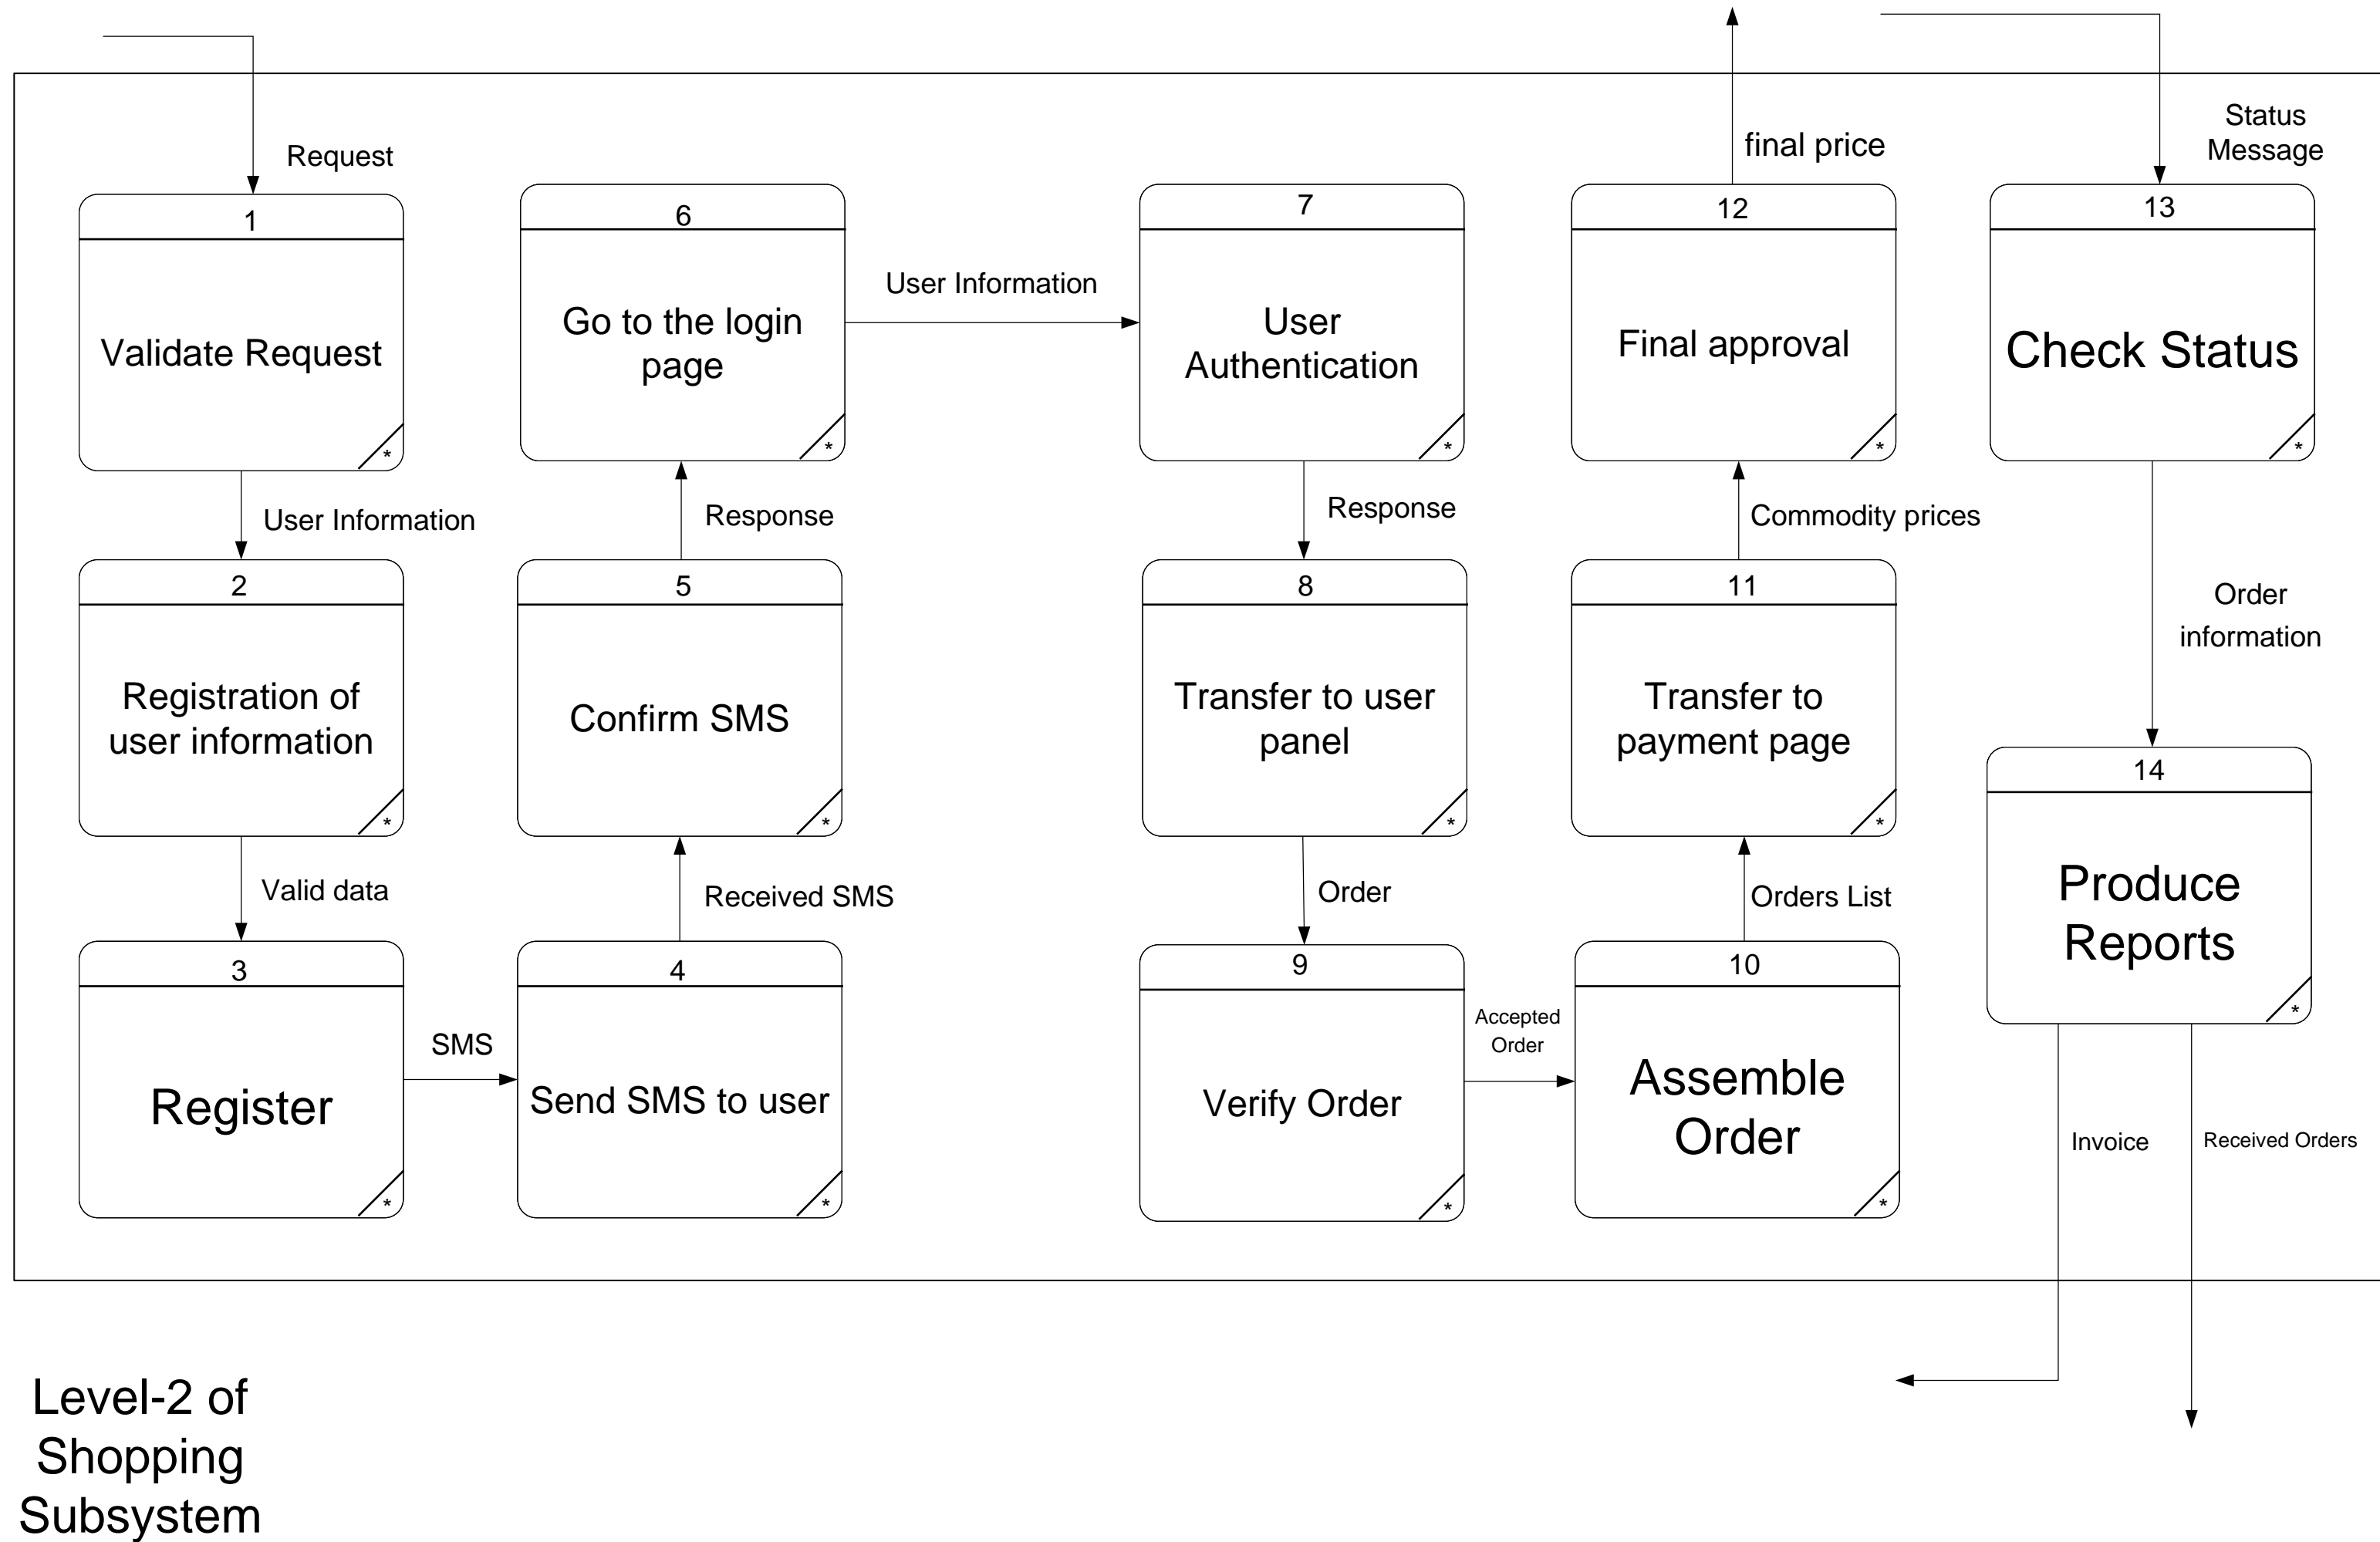 Request
1
Validate Request
*
User Information
2
Registration of
user information
*
Valid data
3
Register
*
SMS
4
Send SMS to user
*
Received SMS
5
Confirm SMS
*
Response
6
Go to the login
page
*
User Information
7
User
Authentication
*
Response
8
Transfer to user
panel
*
Order
9
Verify Order
*
Accepted
Order
10
Assemble
Order
*
Orders List
11
Transfer to
payment page
*
Commodity prices
12
Final approval
*
final price
Status
Message
13
Check Status
*
Order
information
14
Produce
Reports
*
Invoice
Received Orders
Level-2 of
Shopping
Subsystem